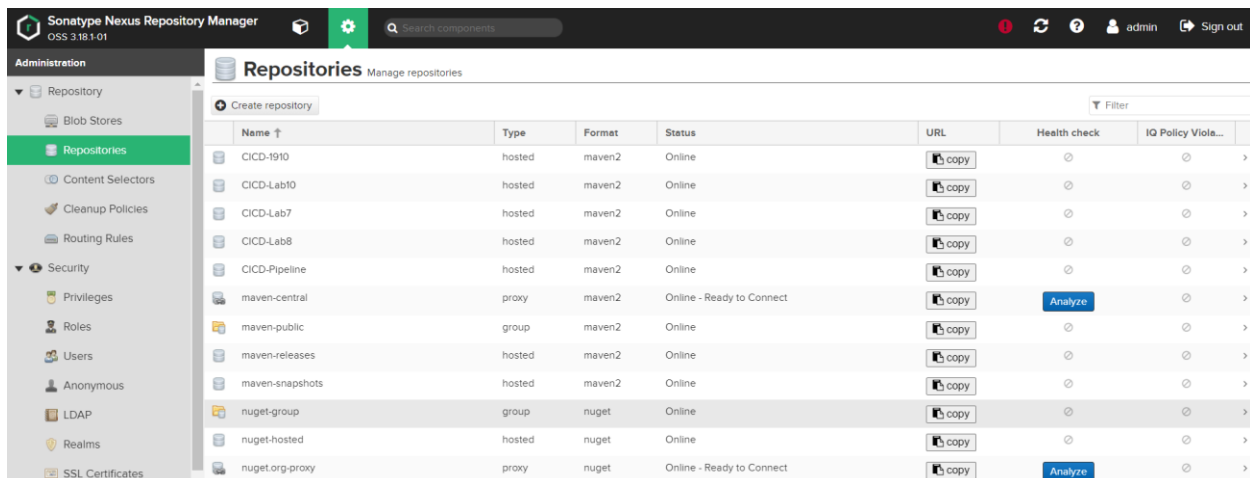 Sonatype Nexus Repository Manager
OSS 3.18.1-01
Search components
admin
Sign out
Administration
Repository
Blob Stores
Repositories
Content Selectors
Cleanup Policies
Routing Rules
Security
Privileges
Roles
Users
Anonymous
LDAP
Realms
SSL Certificates
Repositories Manage repositories
Create repository
Filter
Name ↑ Type Format Status URL Health check IQ Policy Viola...
CICD-1910 hosted maven2 Online copy
CICD-Lab10 hosted maven2 Online copy
CICD-Lab7 hosted maven2 Online copy
CICD-Lab8 hosted maven2 Online copy
CICD-Pipeline hosted maven2 Online copy
maven-central proxy maven2 Online - Ready to Connect copy Analyze
maven-public group maven2 Online copy
maven-releases hosted maven2 Online copy
maven-snapshots hosted maven2 Online copy
nuget-group group nuget Online copy
nuget-hosted hosted nuget Online copy
nuget.org-proxy proxy nuget Online - Ready to Connect copy Analyze